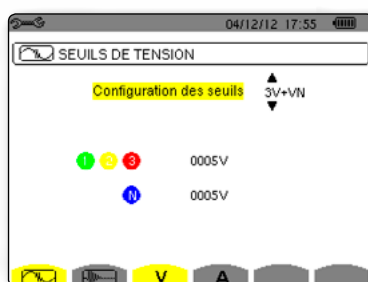 04/12/12 17:55
SEUILS DE TENSION
Configuration des seuils 3V+VN
1 2 3 0005V
N 0005V
V A